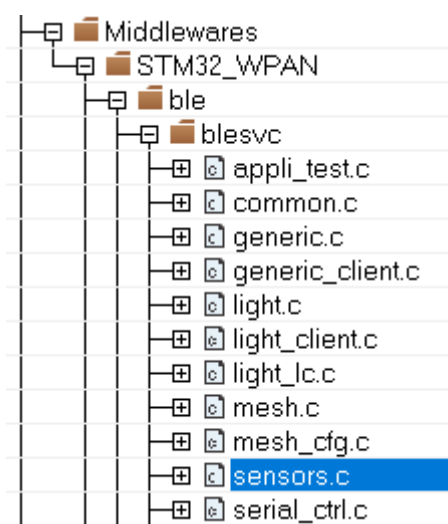 Middlewares
STM32_WPAN
ble
blesvc
appli_test.c
common.c
generic.c
generic_client.c
light.c
light_client.c
light_lc.c
mesh.c
mesh_cfg.c
sensors.c
serial_ctrl.c